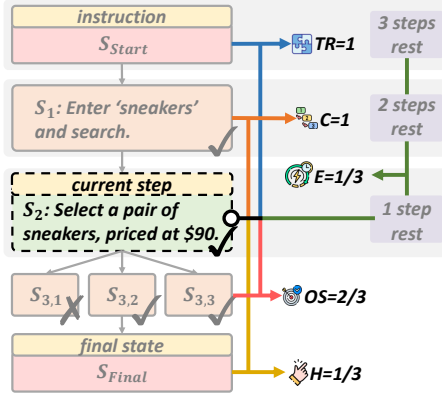 instruction
S_Start
TR=1
3 steps
rest
S_1: Enter 'sneakers'
and search.
C=1
2 steps
rest
E=1/3
current step
S_2: Select a pair of
sneakers, priced at $90.
1 step
rest
S_3,1
S_3,2
S_3,3
OS=2/3
final state
S_Final
H=1/3